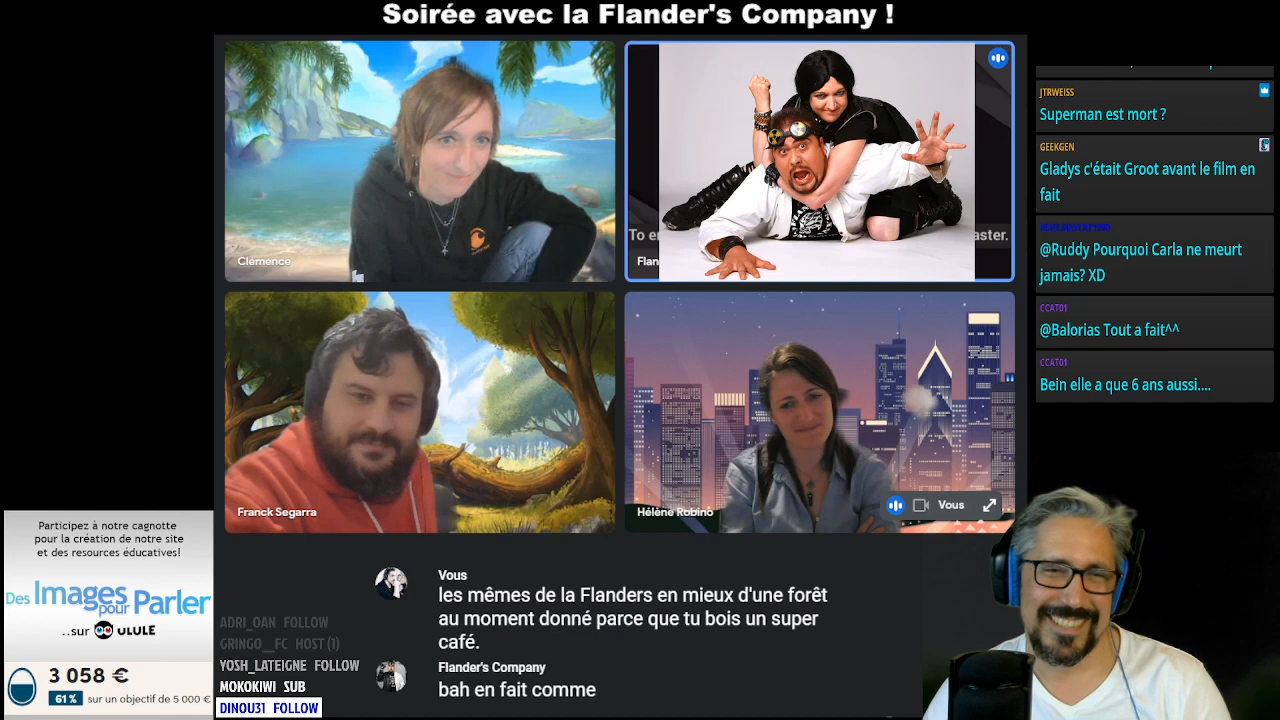 Soirée avec la Flander's Company !
Clémence
To e
aster.
Flan
Franck Segarra
Hélène Robino
Vous
JTRWEISS
Superman est mort ?
GEEKGEN
Gladys c'était Groot avant le film en
fait
@Ruddy Pourquoi Carla ne meurt
jamais? XD
CCAT01
@Balorias Tout a fait^^
CCAT01
Bein elle a que 6 ans aussi....
Participez à notre cagnotte
pour la création de notre site
et des resources éducatives!
Des Images pour Parler
..sur ULULE
3 058 €
61 % sur un objectif de 5 000 €
ADRI_OAN FOLLOW
GRINGO__FC HOST (1)
YOSH_LATEIGNE FOLLOW
MOKOKIWI SUB
DINOU31 FOLLOW
Vous
les mêmes de la Flanders en mieux d'une forêt
au moment donné parce que tu bois un super
café.
Flander's Company
bah en fait comme